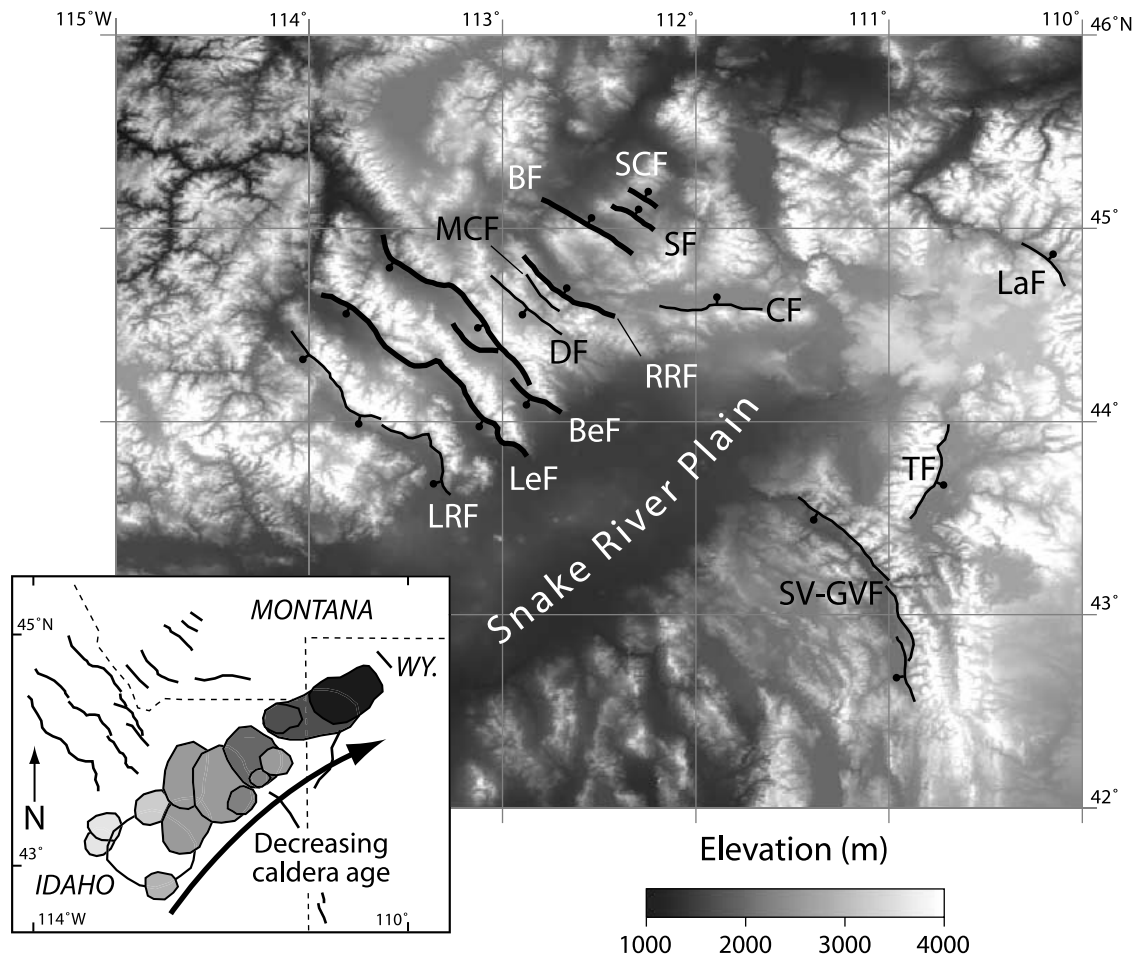 115˚W
114˚
113˚
112˚
111˚
110˚
46˚N
SCF
BF
MCF
SF
45˚
LaF
CF
DF
RRF
44˚
BeF
LeF
TF
LRF
Snake River Plain
SV-GVF
43˚
MONTANA
45˚N
WY.
N
Decreasing
caldera age
43˚
IDAHO
114˚W
110˚
42˚
Elevation (m)
1000
2000
3000
4000